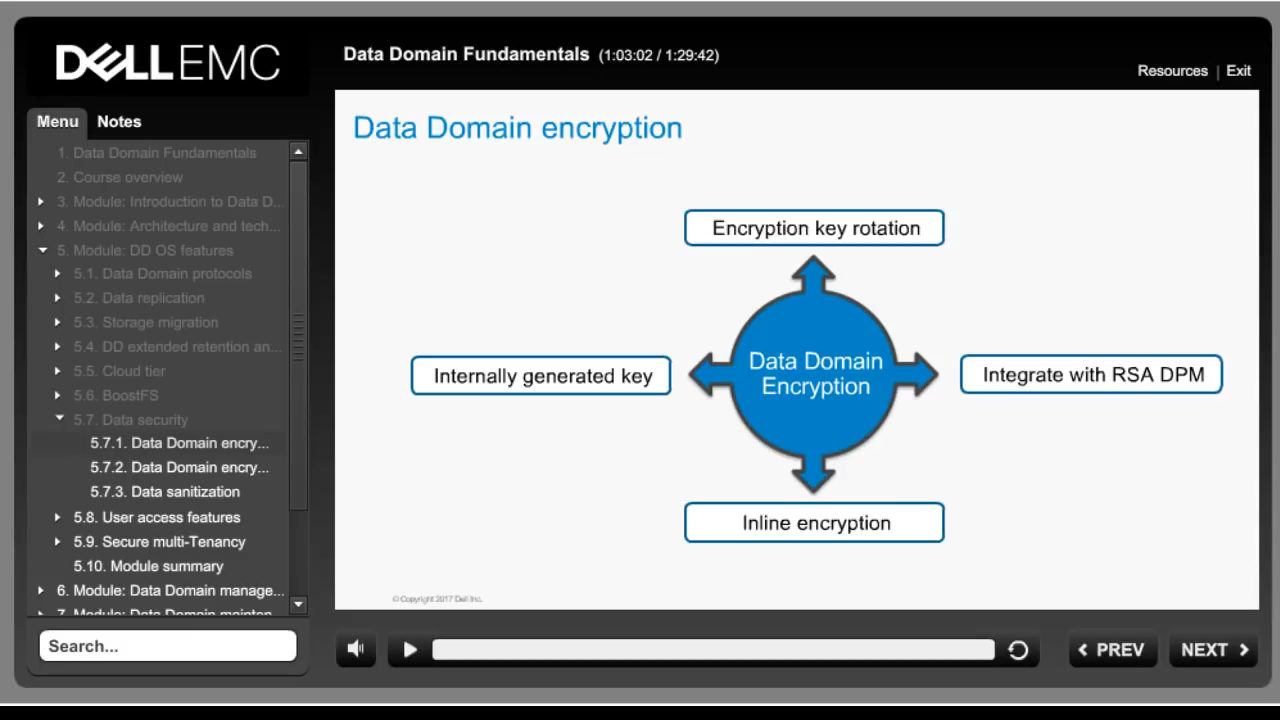 DELLEMC
Data Domain Fundamentals (1:03:02 / 1:29:42)
Resources | Exit
Menu Notes
1. Data Domain Fundamentals
2. Course overview
3. Module: Introduction to Data D...
4. Module: Architecture and tech...
5. Module: DD OS features
5.1. Data Domain protocols
5.2. Data replication
5.3. Storage migration
5.4. DD extended retention an...
5.5. Cloud tier
5.6. BoostFS
5.7. Data security
5.7.1. Data Domain encry...
5.7.2. Data Domain encry...
5.7.3. Data sanitization
5.8. User access features
5.9. Secure multi-Tenancy
5.10. Module summary
6. Module: Data Domain manage...
7. Module: Data Domain mainten...
Search...
Data Domain encryption
Encryption key rotation
Internally generated key
Data Domain
Encryption
Integrate with RSA DPM
Inline encryption
© Copyright 2017 Dell Inc.
PREV
NEXT